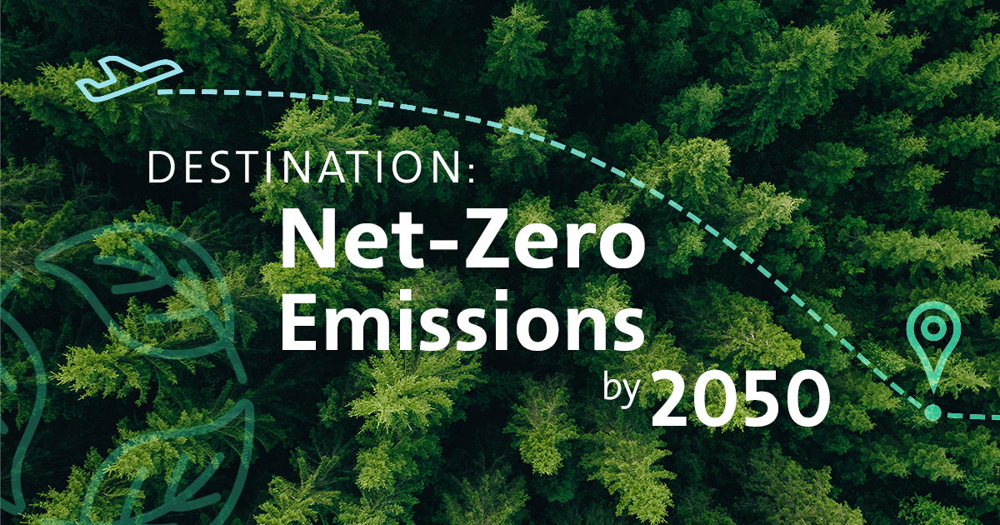 DESTINATION:
Net-Zero
Emissions
by 2050